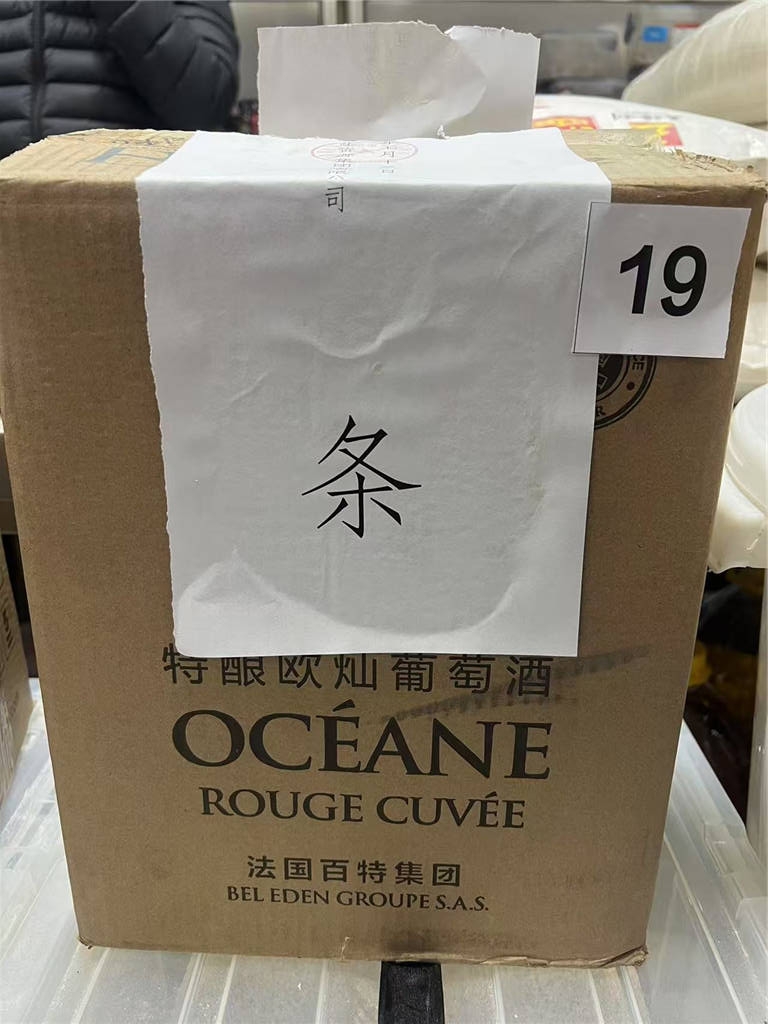 司
19
条
特酿欧灿葡萄酒
OCÉANE
ROUGE CUVÉE
法国百特集团
BEL EDEN GROUPE S.A.S.